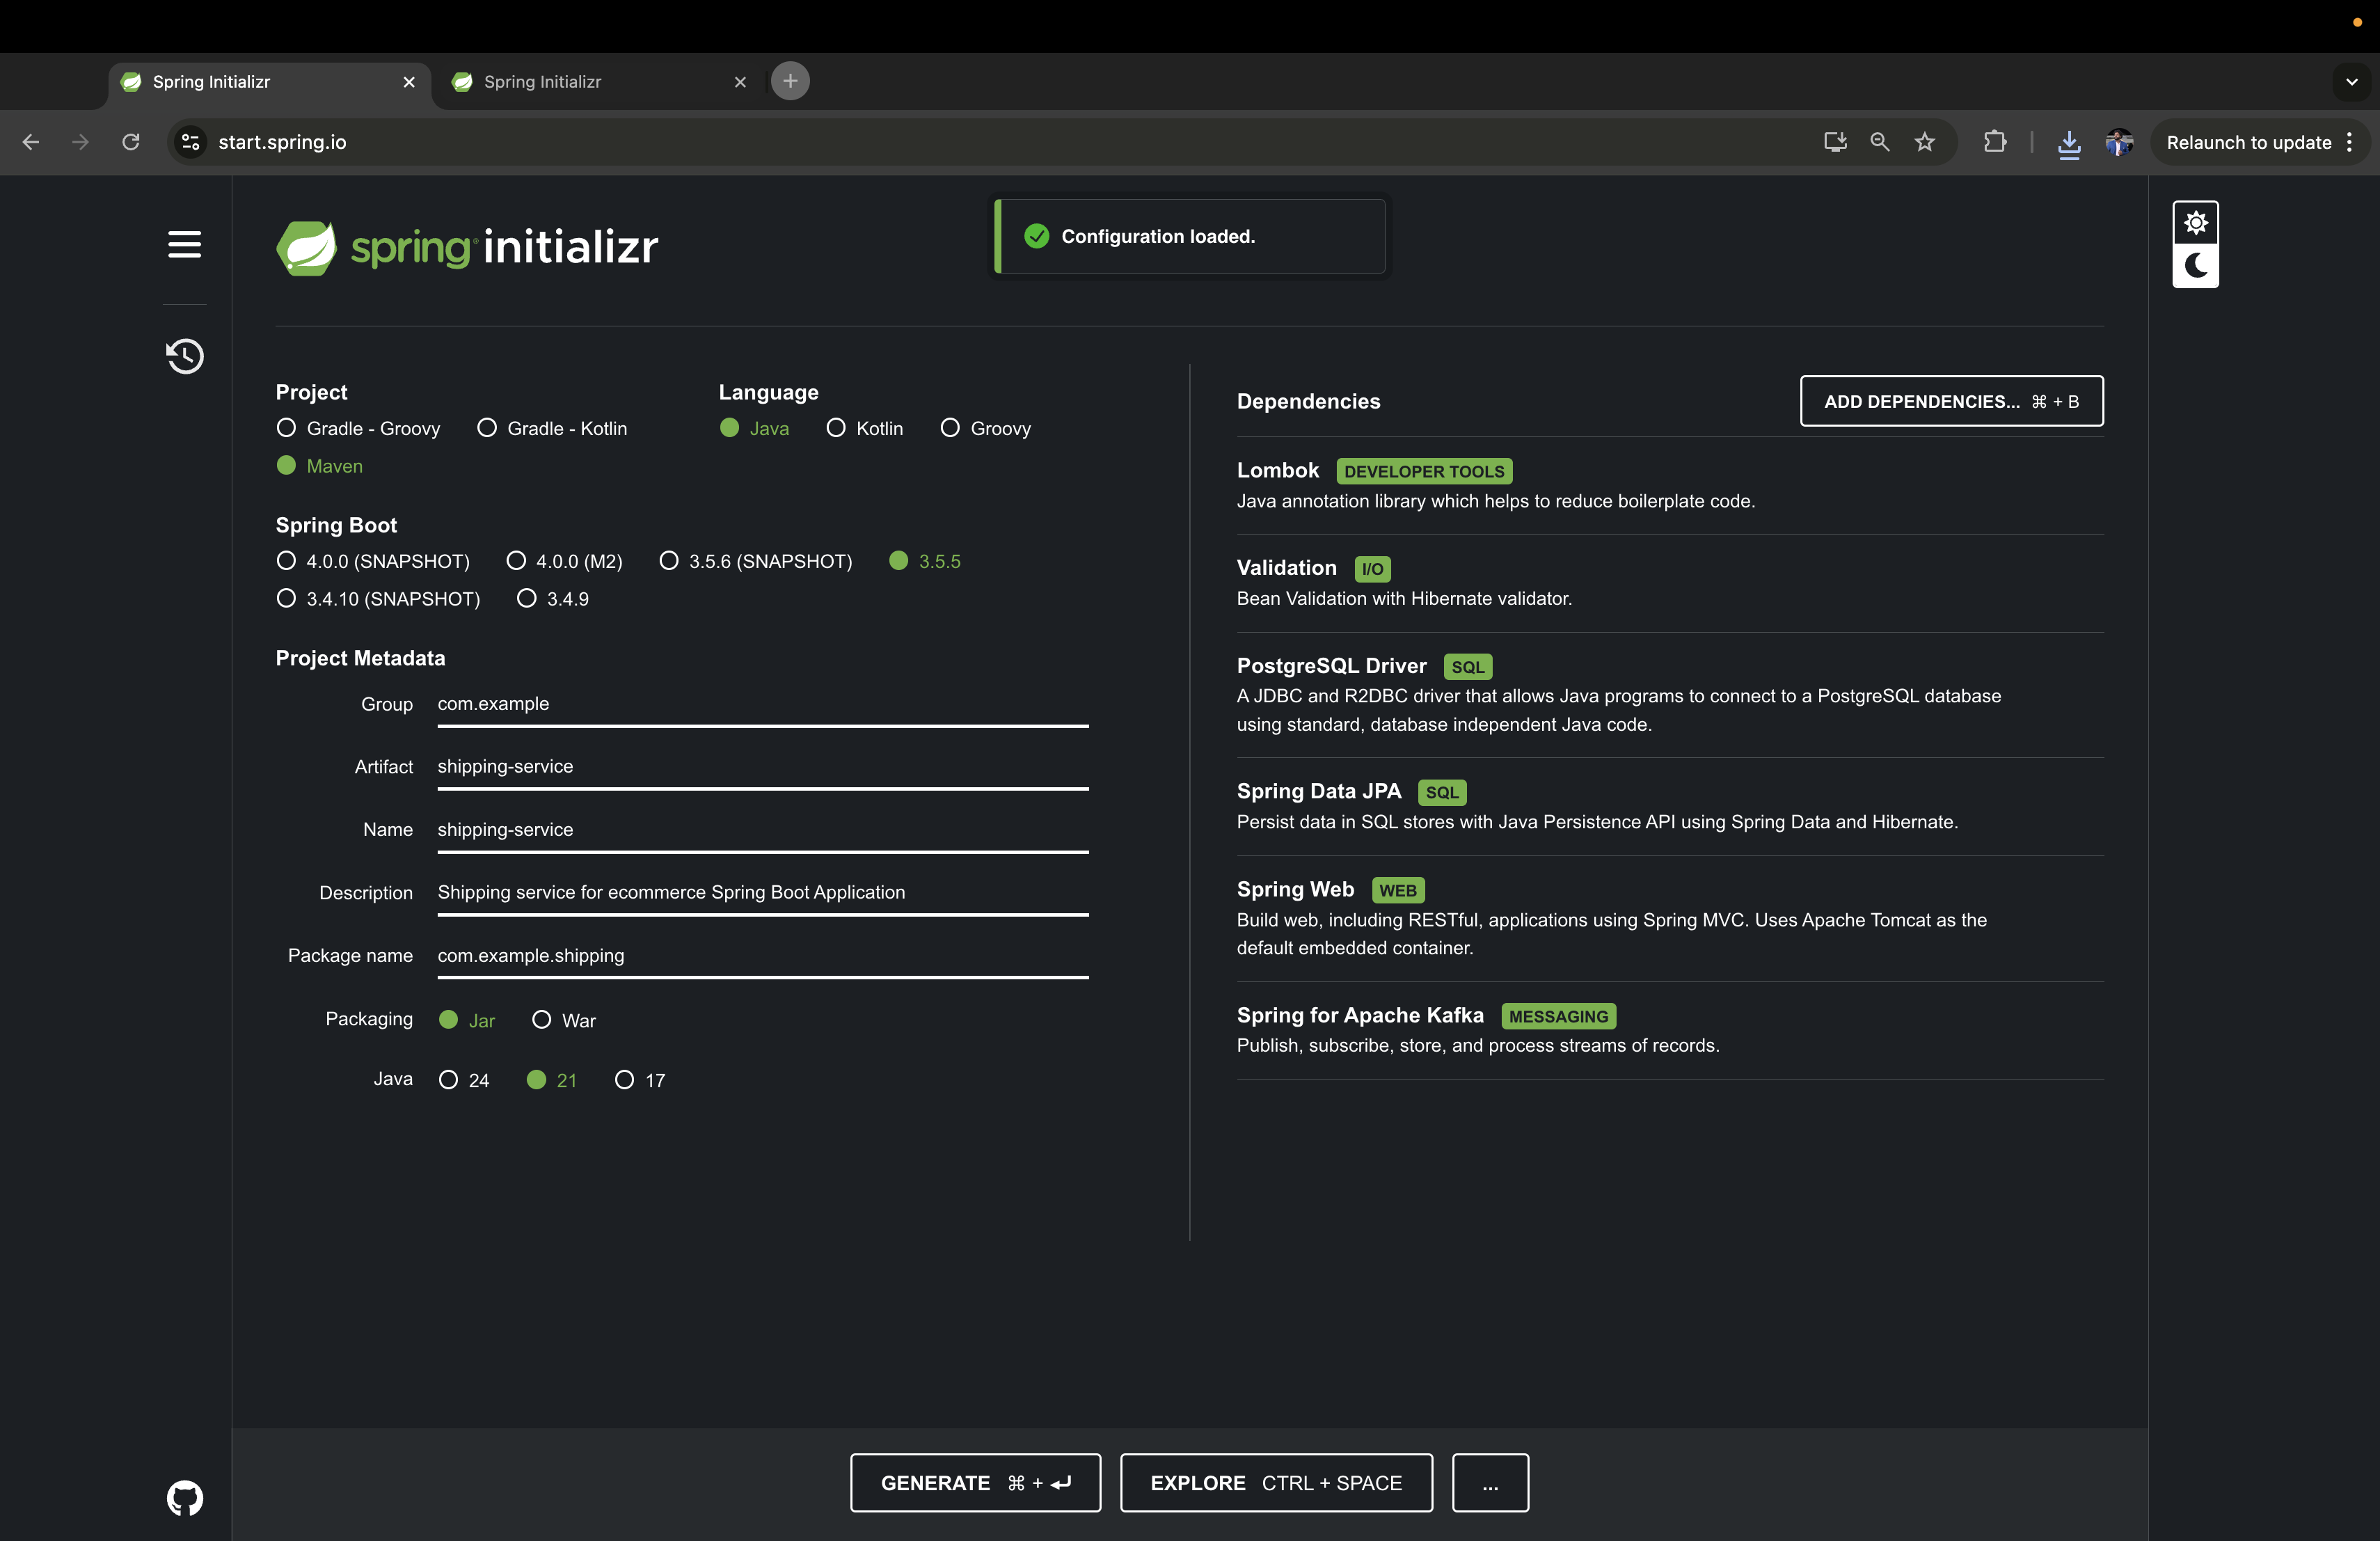 Spring Initializr
Spring Initializr
start.spring.io
Relaunch to update
spring initializr
Configuration loaded.
Project
Gradle - Groovy Gradle - Kotlin
Maven
Language
Java Kotlin Groovy
Spring Boot
4.0.0 (SNAPSHOT) 4.0.0 (M2) 3.5.6 (SNAPSHOT) 3.5.5
3.4.10 (SNAPSHOT) 3.4.9
Project Metadata
Group com.example
Artifact shipping-service
Name shipping-service
Description Shipping service for ecommerce Spring Boot Application
Package name com.example.shipping
Packaging Jar War
Java 24 21 17
Dependencies
ADD DEPENDENCIES... ⌘ + B
Lombok DEVELOPER TOOLS
Java annotation library which helps to reduce boilerplate code.
Validation I/O
Bean Validation with Hibernate validator.
PostgreSQL Driver SQL
A JDBC and R2DBC driver that allows Java programs to connect to a PostgreSQL database
using standard, database independent Java code.
Spring Data JPA SQL
Persist data in SQL stores with Java Persistence API using Spring Data and Hibernate.
Spring Web WEB
Build web, including RESTful, applications using Spring MVC. Uses Apache Tomcat as the
default embedded container.
Spring for Apache Kafka MESSAGING
Publish, subscribe, store, and process streams of records.
GENERATE ⌘ + ⏎
EXPLORE CTRL + SPACE
...